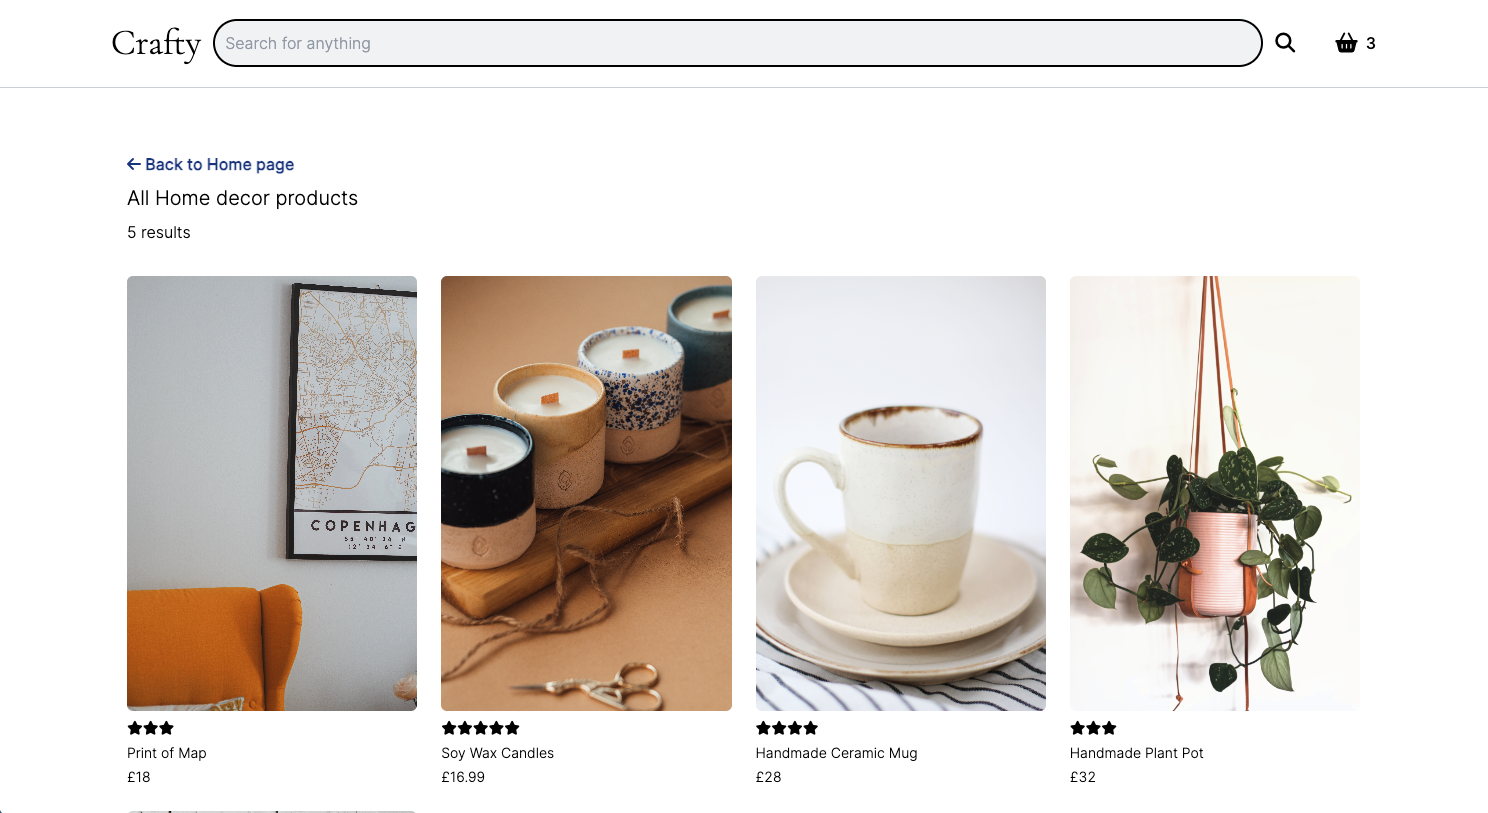 Crafty
Search for anything
3
Back to Home page
All Home decor products
5 results
COPENHAG
Print of Map
£18
Soy Wax Candles
£16.99
Handmade Ceramic Mug
£28
Handmade Plant Pot
£32